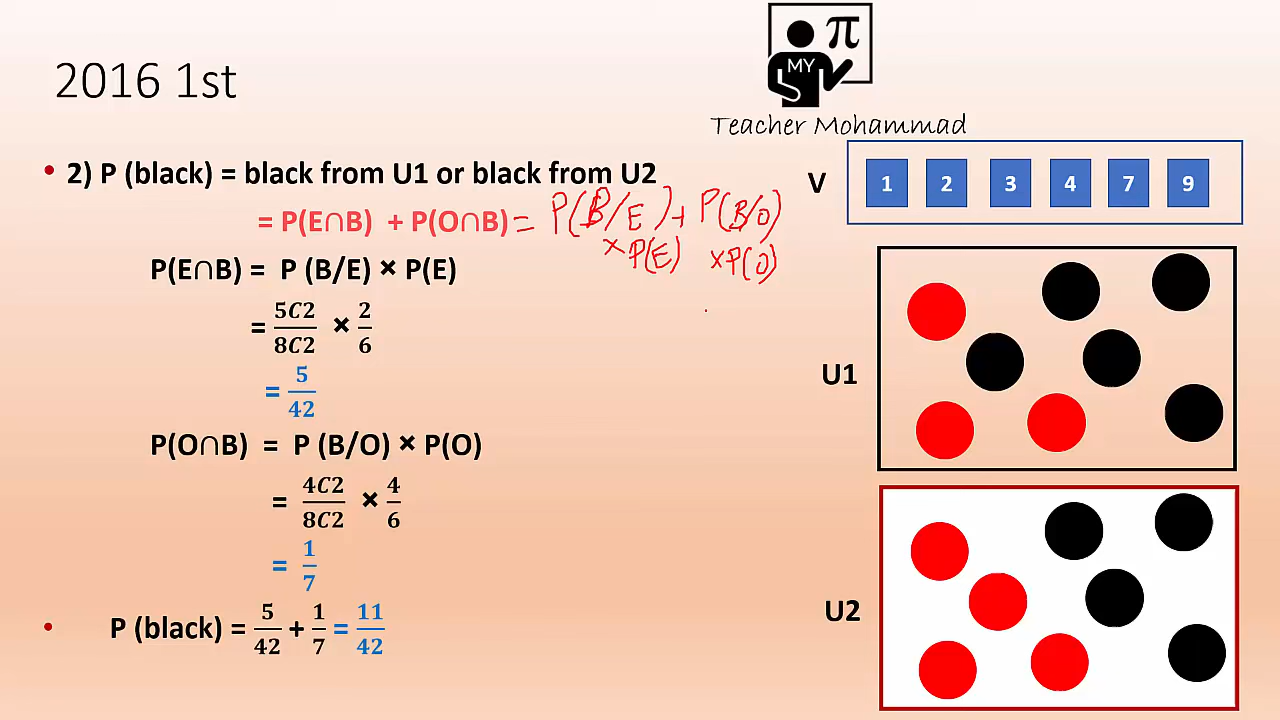 MY π
Teacher Mohammad
2016 1st
• 2) P (black) = black from U1 or black from U2
= P(E∩B) + P(O∩B) = P(B/E) + P(B/O)
×P(E) ×P(O)
P(E∩B) = P (B/E) × P(E)
= 5C2/8C2 × 2/6
= 5/42
P(O∩B) = P (B/O) × P(O)
= 4C2/8C2 × 4/6
= 1/7
• P (black) = 5/42 + 1/7 = 11/42
V 1 2 3 4 7 9
U1
U2